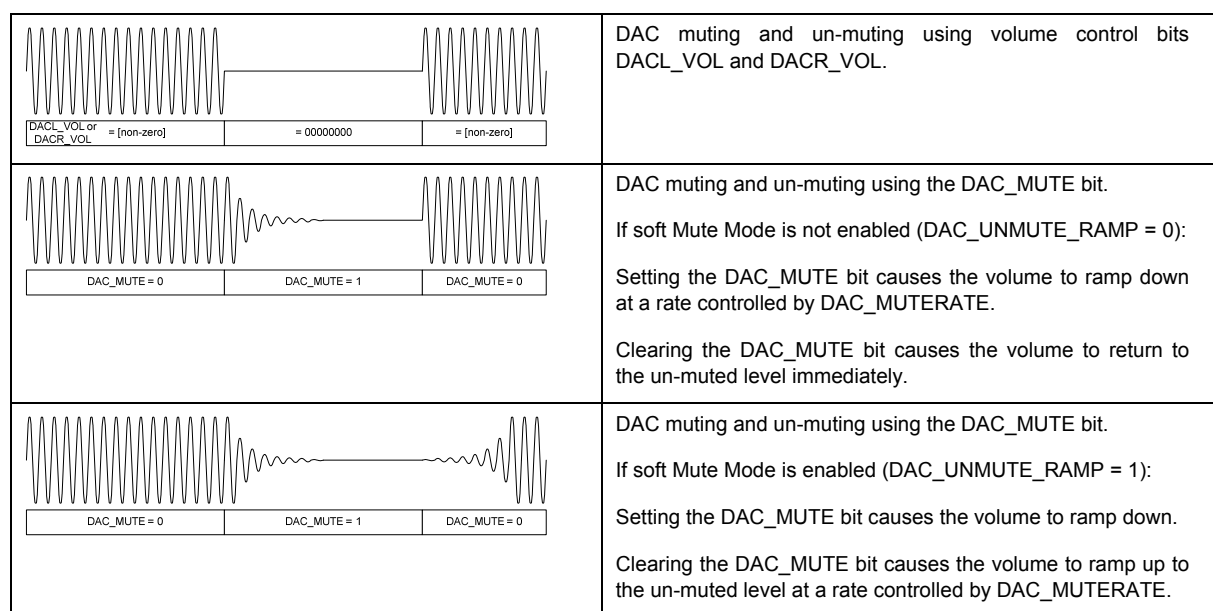 DACL_VOL or
DACR_VOL
= [non-zero]
= 00000000
= [non-zero]
DAC muting and un-muting using volume control bits
DACL_VOL and DACR_VOL.
DAC_MUTE = 0
DAC_MUTE = 1
DAC_MUTE = 0
DAC muting and un-muting using the DAC_MUTE bit.
If soft Mute Mode is not enabled (DAC_UNMUTE_RAMP = 0):
Setting the DAC_MUTE bit causes the volume to ramp down
at a rate controlled by DAC_MUTERATE.
Clearing the DAC_MUTE bit causes the volume to return to
the un-muted level immediately.
DAC_MUTE = 0
DAC_MUTE = 1
DAC_MUTE = 0
DAC muting and un-muting using the DAC_MUTE bit.
If soft Mute Mode is enabled (DAC_UNMUTE_RAMP = 1):
Setting the DAC_MUTE bit causes the volume to ramp down.
Clearing the DAC_MUTE bit causes the volume to ramp up to
the un-muted level at a rate controlled by DAC_MUTERATE.